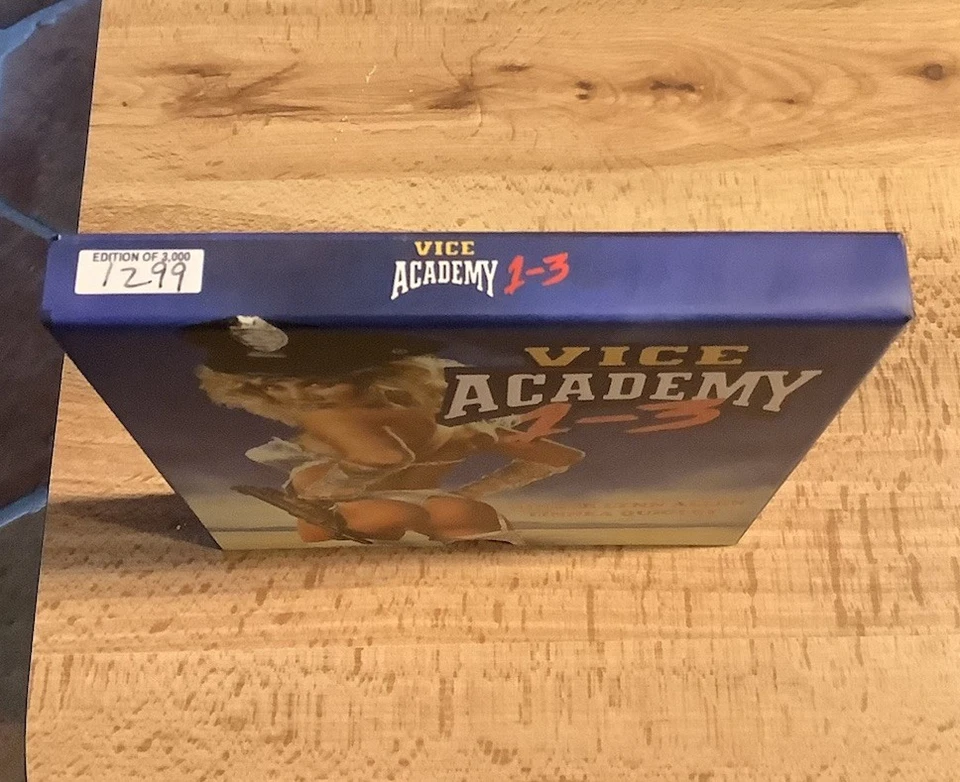 EDITION OF 3,000
1299
VICE
ACADEMY 1-3
VICE
ACADEMY
1-3